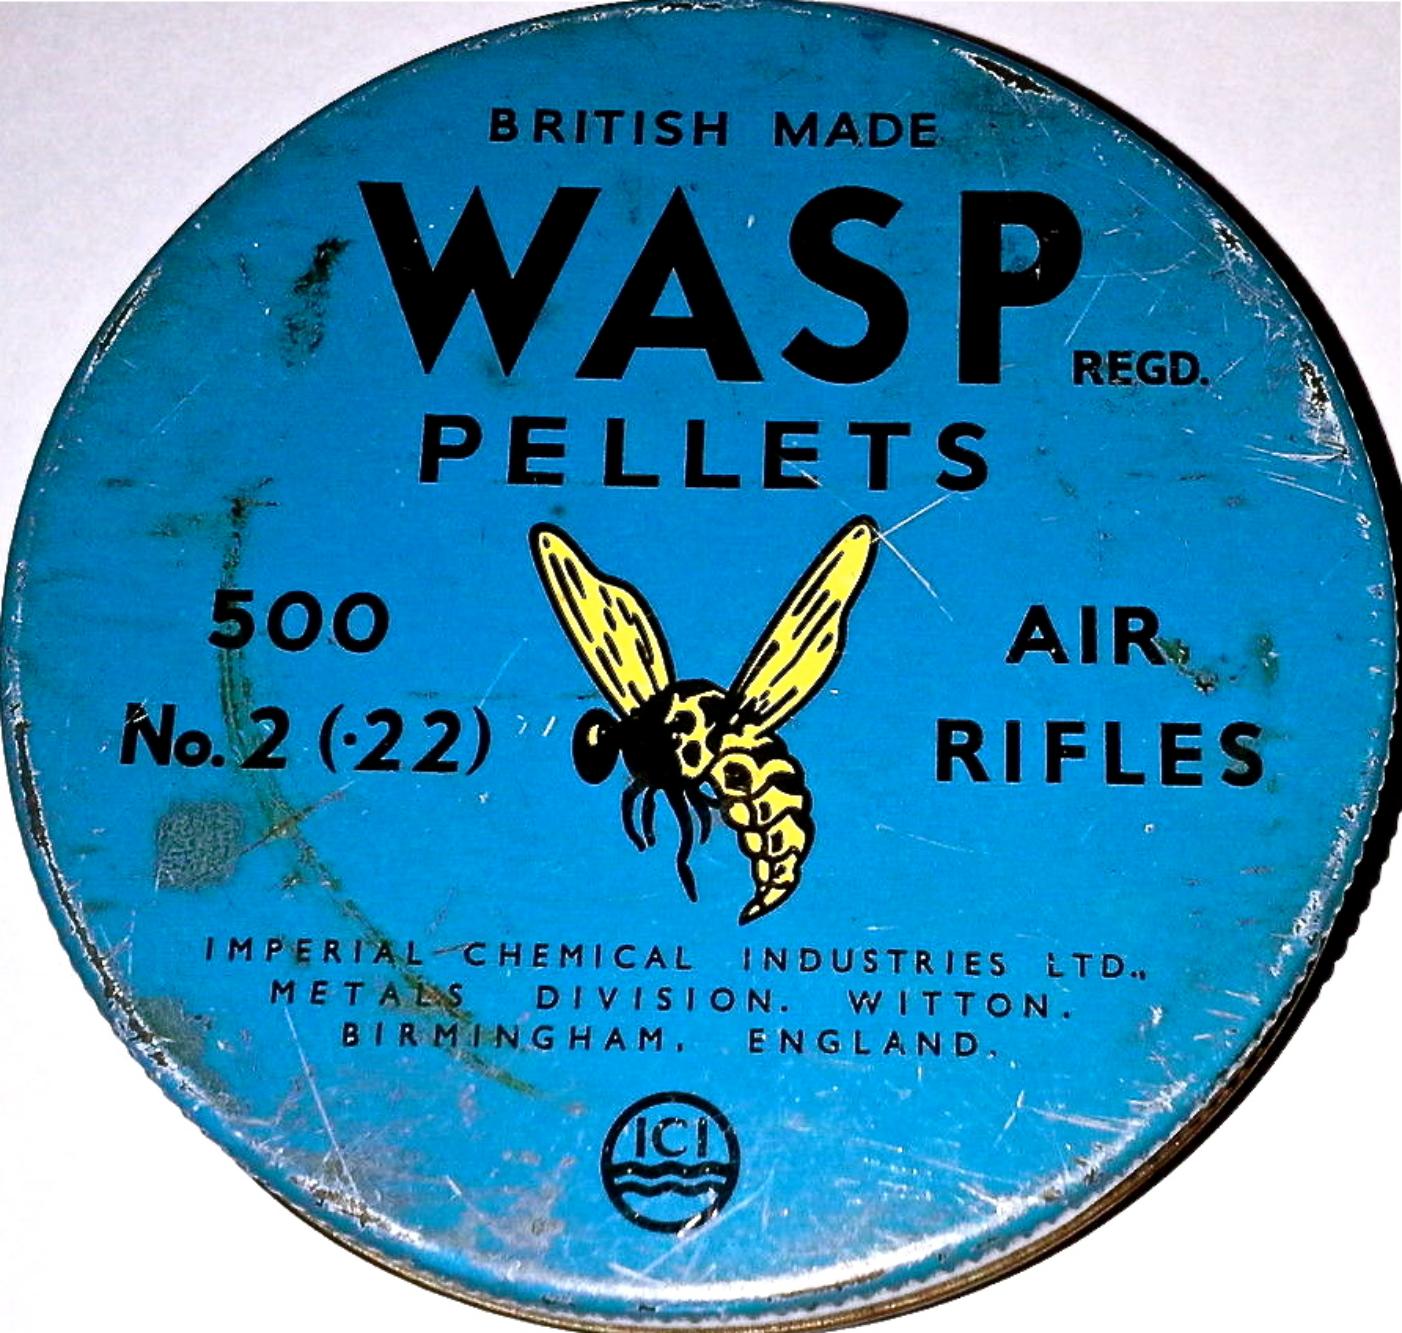 BRITISH MADE
WASP REGD.
PELLETS
500
No. 2 (·22)
AIR
RIFLES
IMPERIAL CHEMICAL INDUSTRIES LTD.,
METALS DIVISION. WITTON.
BIRMINGHAM, ENGLAND.
ICI